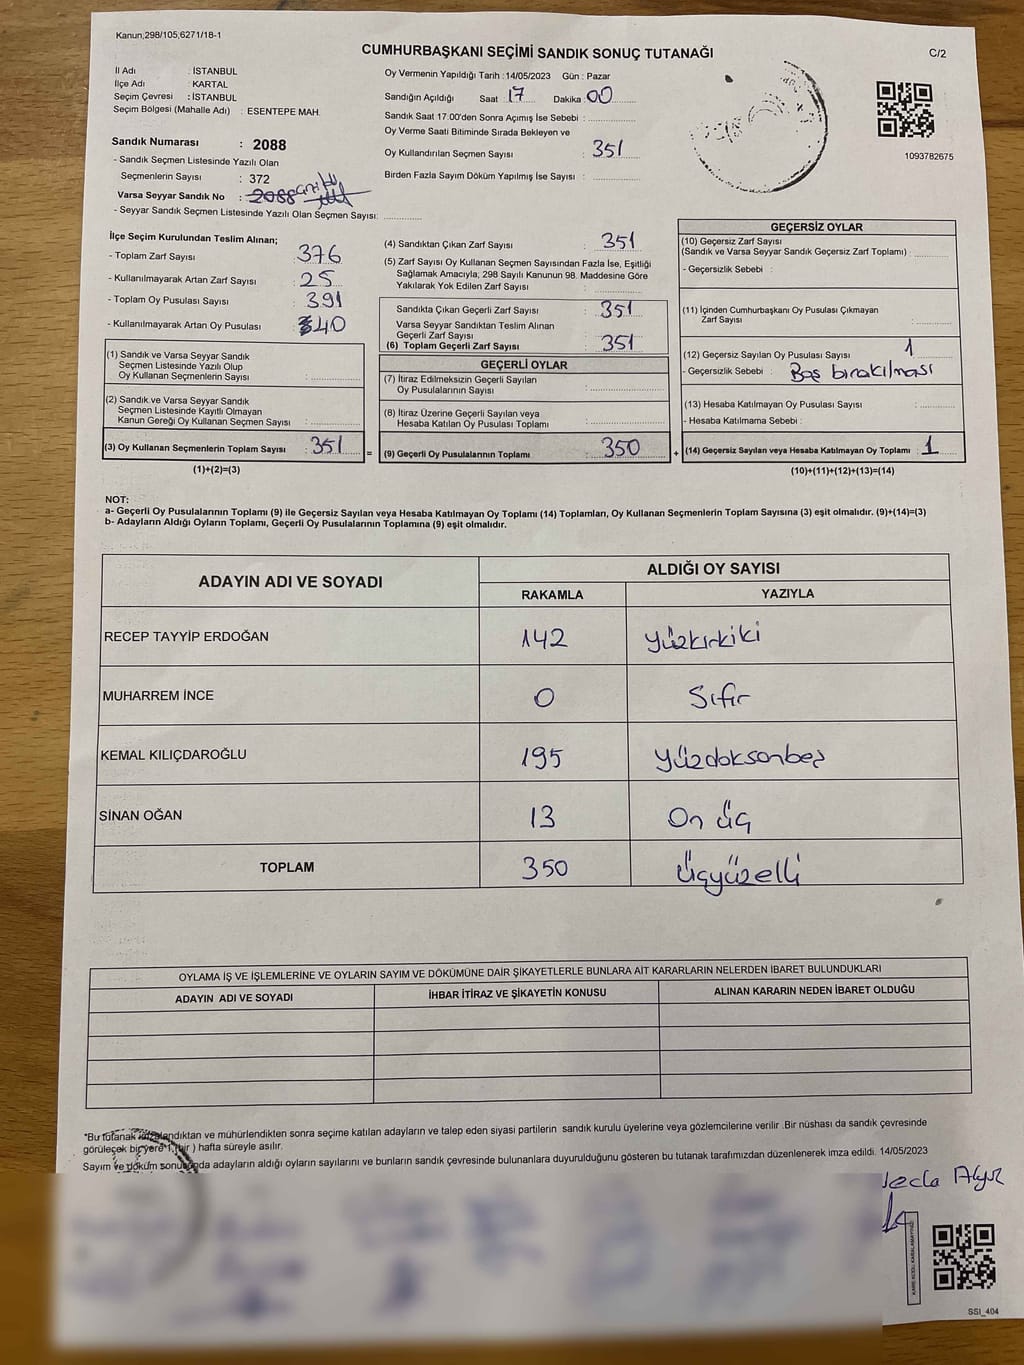 Kanun;298/105;6271/18-1
CUMHURBAŞKANI SEÇİMİ SANDIK SONUÇ TUTANAĞI
C/2
İl Adı : İSTANBUL
İlçe Adı : KARTAL
Seçim Çevresi : İSTANBUL
Seçim Bölgesi (Mahalle Adı) : ESENTEPE MAH.
Sandık Numarası : 2088
- Sandık Seçmen Listesinde Yazılı Olan
Seçmenlerin Sayısı : 372
Varsa Seyyar Sandık No : 2088
- Seyyar Sandık Seçmen Listesinde Yazılı Olan Seçmen Sayısı:
Oy Vermenin Yapıldığı Tarih : 14/05/2023 Gün : Pazar
Sandığın Açıldığı Saat 17 Dakika 00
Sandık Saat 17:00'den Sonra Açımış İse Sebebi :
Oy Verme Saati Bitiminde Sırada Bekleyen ve
Oy Kullandırılan Seçmen Sayısı : 351
Birden Fazla Sayım Döküm Yapılmış İse Sayısı :
1093782675
İlçe Seçim Kurulundan Teslim Alınan;
- Toplam Zarf Sayısı : 376
- Kullanılmayarak Artan Zarf Sayısı : 25
- Toplam Oy Pusulası Sayısı : 391
- Kullanılmayarak Artan Oy Pusulası : 40
(1) Sandık ve Varsa Seyyar Sandık
Seçmen Listesinde Yazılı Olup
Oy Kullanan Seçmenlerin Sayısı :
(2) Sandık ve Varsa Seyyar Sandık
Seçmen Listesinde Kayıtlı Olmayan
Kanun Gereği Oy Kullanan Seçmen Sayısı :
(3) Oy Kullanan Seçmenlerin Toplam Sayısı : 351
(1)+(2)=(3)
=
(4) Sandıktan Çıkan Zarf Sayısı : 351
(5) Zarf Sayısı Oy Kullanan Seçmen Sayısından Fazla İse, Eşitliği
Sağlamak Amacıyla; 298 Sayılı Kanunun 98. Maddesine Göre
Yakılarak Yok Edilen Zarf Sayısı :
Sandıkta Çıkan Geçerli Zarf Sayısı : 351
Varsa Seyyar Sandıktan Teslim Alınan
Geçerli Zarf Sayısı :
(6) Toplam Geçerli Zarf Sayısı : 351
GEÇERLİ OYLAR
(7) İtiraz Edilmeksizin Geçerli Sayılan
Oy Pusulalarının Sayısı :
(8) İtiraz Üzerine Geçerli Sayılan veya
Hesaba Katılan Oy Pusulası Toplamı :
(9) Geçerli Oy Pusulalarının Toplamı : 350
+
GEÇERSİZ OYLAR
(10) Geçersiz Zarf Sayısı
(Sandık ve Varsa Seyyar Sandık Geçersiz Zarf Toplamı) :
- Geçersizlik Sebebi :
(11) İçinden Cumhurbaşkanı Oy Pusulası Çıkmayan
Zarf Sayısı :
(12) Geçersiz Sayılan Oy Pusulası Sayısı : 1
- Geçersizlik Sebebi : Boş bırakılması
(13) Hesaba Katılmayan Oy Pusulası Sayısı :
- Hesaba Katılmama Sebebi :
(14) Geçersiz Sayılan veya Hesaba Katılmayan Oy Toplamı : 1
(10)+(11)+(12)+(13)=(14)
NOT:
a- Geçerli Oy Pusulalarının Toplamı (9) ile Geçersiz Sayılan veya Hesaba Katılmayan Oy Toplamı (14) Toplamları, Oy Kullanan Seçmenlerin Toplam Sayısına (3) eşit olmalıdır. (9)+(14)=(3)
b- Adayların Aldığı Oyların Toplamı, Geçerli Oy Pusulalarının Toplamına (9) eşit olmalıdır.
ADAYIN ADI VE SOYADI
ALDIĞI OY SAYISI
RAKAMLA YAZIYLA
RECEP TAYYİP ERDOĞAN 142 Yüzkırkiki
MUHARREM İNCE 0 Sıfır
KEMAL KILIÇDAROĞLU 195 Yüzdoksanbeş
SİNAN OĞAN 13 On üç
TOPLAM 350 Üçyüzelli
OYLAMA İŞ VE İŞLEMLERİNE VE OYLARIN SAYIM VE DÖKÜMÜNE DAİR ŞİKAYETLERLE BUNLARA AİT KARARLARIN NELERDEN İBARET BULUNDUKLARI
ADAYIN ADI VE SOYADI İHBAR İTİRAZ VE ŞİKAYETİN KONUSU ALINAN KARARIN NEDEN İBARET OLDUĞU
*Bu tutanak imzalandıktan ve mühürlendikten sonra seçime katılan adayların ve talep eden siyasi partilerin sandık kurulu üyelerine veya gözlemcilerine verilir .Bir nüshası da sandık çevresinde
görülecek bir yere 1 (bir ) hafta süreyle asılır.
Sayım ve döküm sonucunda adayların aldığı oyların sayılarını ve bunların sandık çevresinde bulunanlara duyurulduğunu gösteren bu tutanak tarafımızdan düzenlenerek imza edildi. 14/05/2023
KARE KODU KARALAMAYINIZ
SSI_404